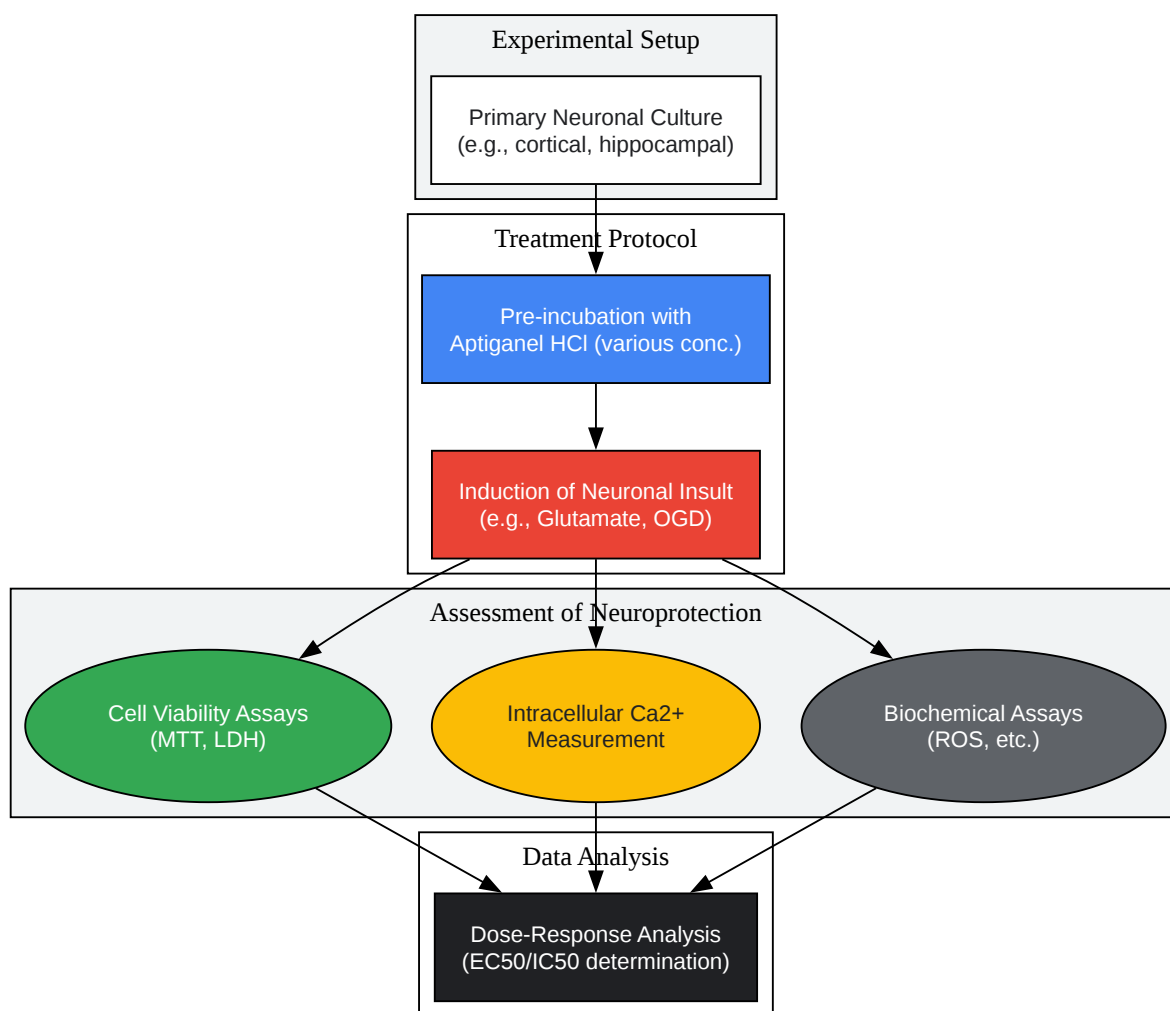 Experimental Setup
Primary Neuronal Culture
(e.g., cortical, hippocampal)
Treatment Protocol
Pre-incubation with
Aptiganel HCl (various conc.)
Induction of Neuronal Insult
(e.g., Glutamate, OGD)
Assessment of Neuroprotection
Cell Viability Assays
(MTT, LDH)
Intracellular Ca2+
Measurement
Biochemical Assays
(ROS, etc.)
Data Analysis
Dose-Response Analysis
(EC50/IC50 determination)